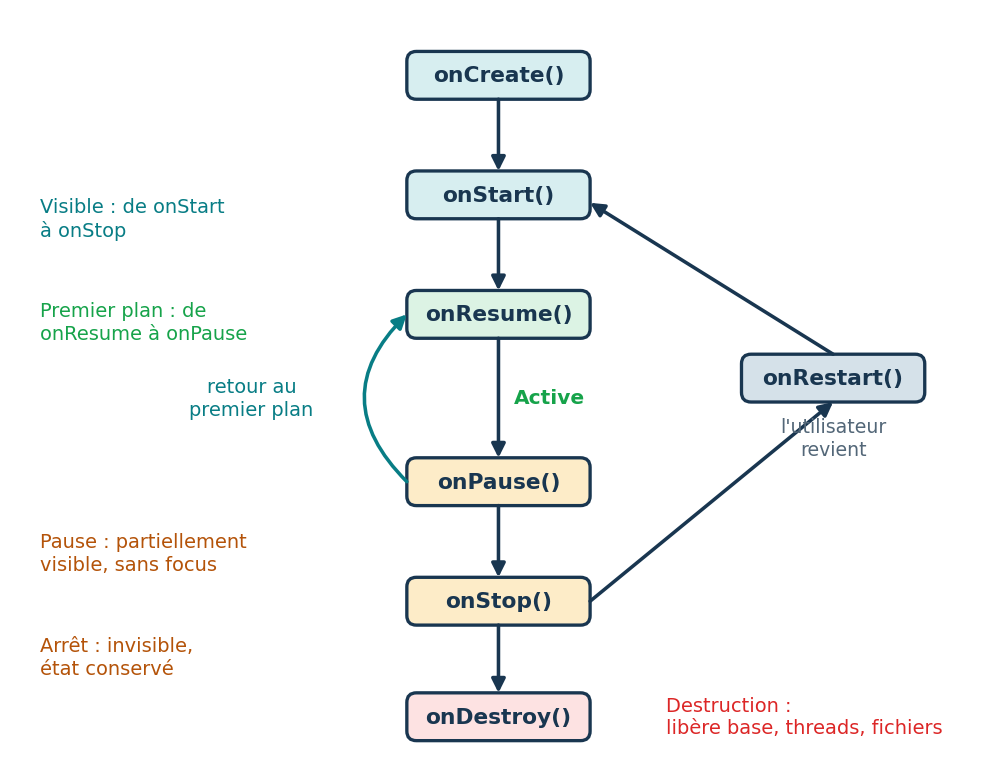 onCreate()
onStart()
Visible : de onStart
à onStop
onResume()
Premier plan : de
onResume à onPause
retour au
premier plan
Active
onRestart()
l'utilisateur
revient
onPause()
Pause : partiellement
visible, sans focus
onStop()
Arrêt : invisible,
état conservé
onDestroy()
Destruction :
libère base, threads, fichiers